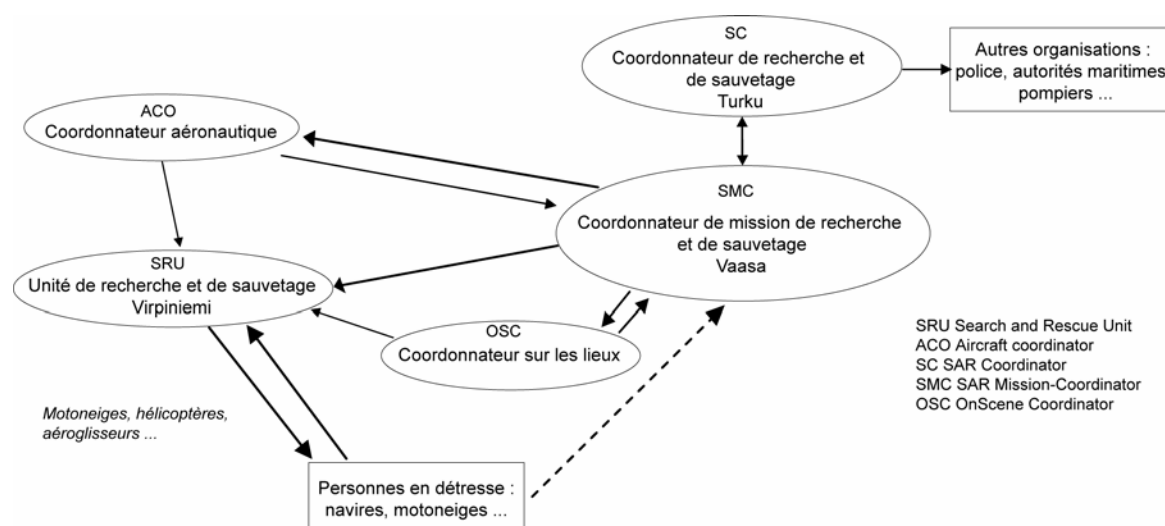 SC
Coordonnateur de recherche et
de sauvetage
Turku
Autres organisations :
police, autorités maritimes
pompiers ...
ACO
Coordonnateur aéronautique
SMC
Coordonnateur de mission de recherche
et de sauvetage
Vaasa
SRU
Unité de recherche et de sauvetage
Virpiniemi
OSC
Coordonnateur sur les lieux
SRU Search and Rescue Unit
ACO Aircraft coordinator
SC SAR Coordinator
SMC SAR Mission-Coordinator
OSC OnScene Coordinator
Motoneiges, hélicoptères,
aéroglisseurs ...
Personnes en détresse :
navires, motoneiges ...